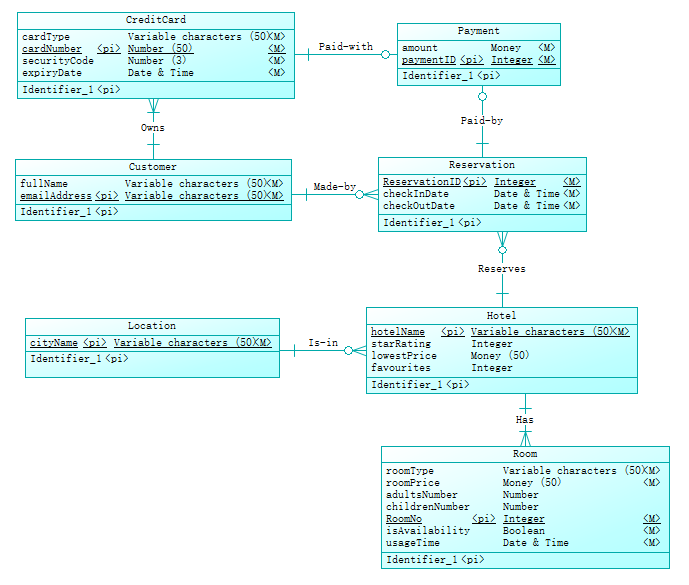 CreditCard
cardType Variable characters (50) <M>
cardNumber <pi> Number (50) <M>
securityCode Number (3) <M>
expiryDate Date & Time <M>
Identifier_1 <pi>
Paid-with
Payment
amount Money <M>
paymentID <pi> Integer <M>
Identifier_1 <pi>
Owns
Paid-by
Customer
fullName Variable characters (50) <M>
emailAddress <pi> Variable characters (50) <M>
Identifier_1 <pi>
Made-by
Reservation
ReservationID <pi> Integer <M>
checkInDate Date & Time <M>
checkOutDate Date & Time <M>
Identifier_1 <pi>
Reserves
Location
cityName <pi> Variable characters (50) <M>
Identifier_1 <pi>
Is-in
Hotel
hotelName <pi> Variable characters (50) <M>
starRating Integer
lowestPrice Money (50)
favourites Integer
Identifier_1 <pi>
Has
Room
roomType Variable characters (50) <M>
roomPrice Money (50) <M>
adultsNumber Number
childrenNumber Number
RoomNo <pi> Integer <M>
isAvailability Boolean <M>
usageTime Date & Time <M>
Identifier_1 <pi>